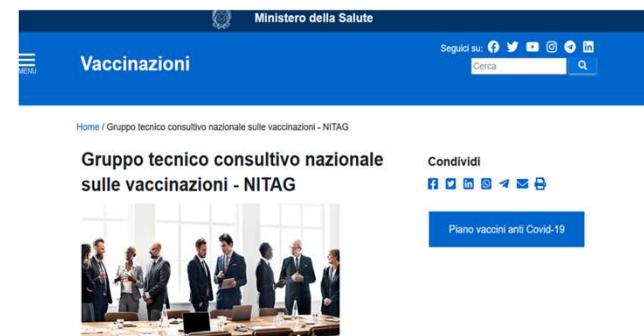 Ministero della Salute
MENU
Vaccinazioni
Seguici su:
Cerca
Home / Gruppo tecnico consultivo nazionale sulle vaccinazioni - NITAG
Gruppo tecnico consultivo nazionale
sulle vaccinazioni - NITAG
Condividi
Piano vaccini anti Covid-19